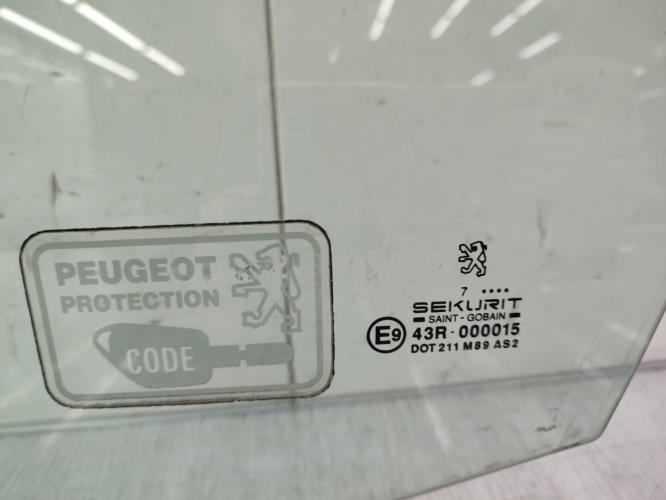 PEUGEOT
PROTECTION
CODE
7 ••••
SEKURIT
SAINT - GOBAIN
E9 43R - 000015
DOT 211 M89 AS2